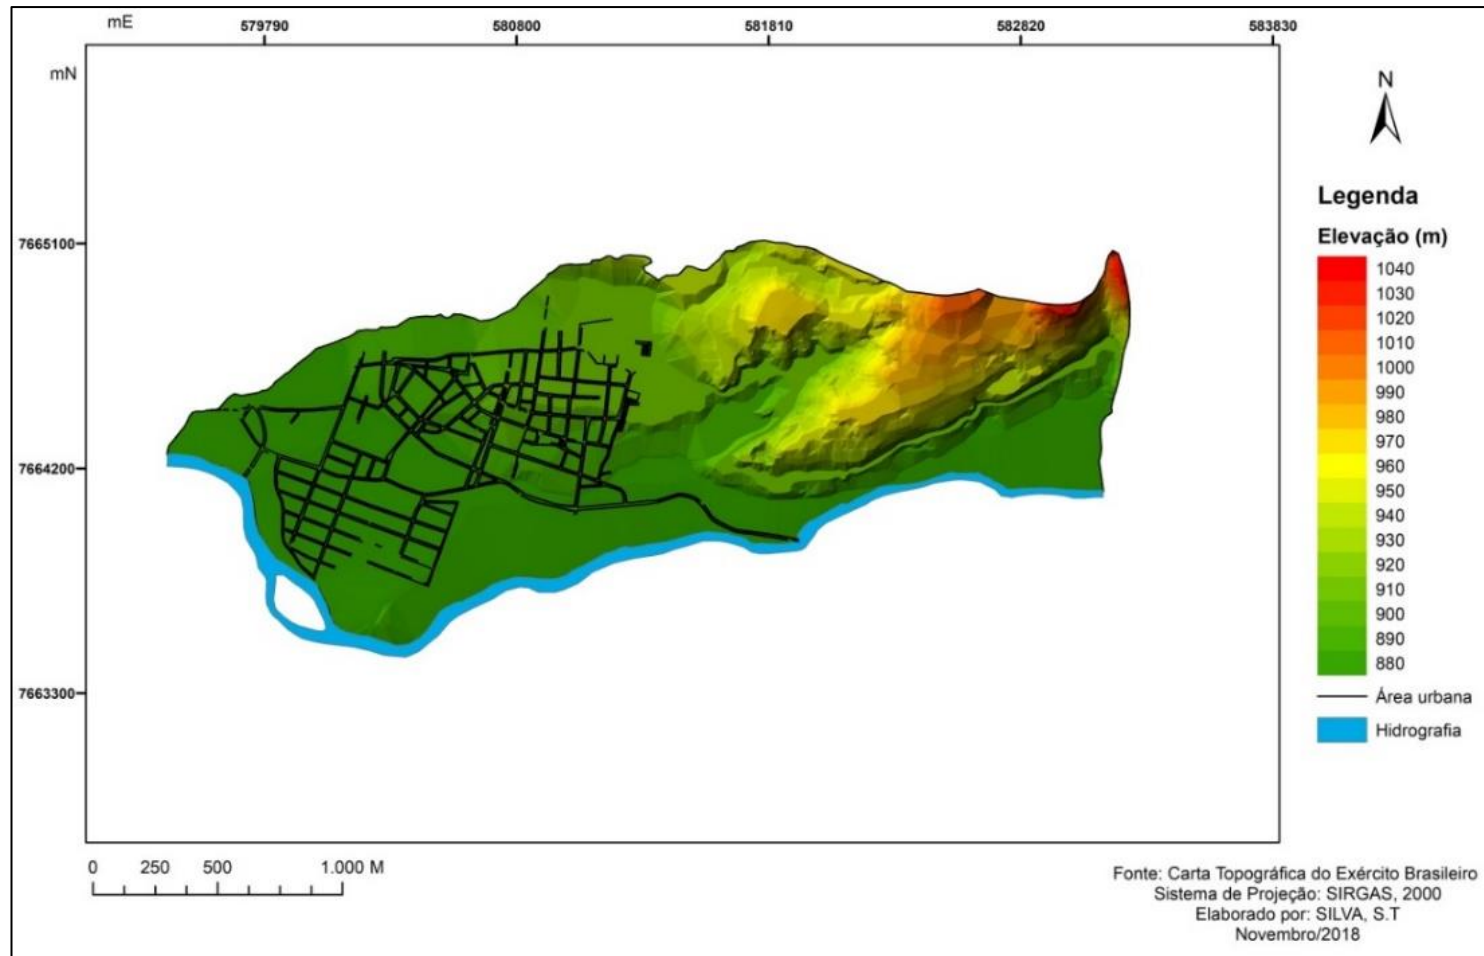 mE
579790
580800
581810
582820
583830
mN
N
7665100
7664200
7663300
Legenda
Elevação (m)
1040
1030
1020
1010
1000
990
980
970
960
950
940
930
920
910
900
890
880
Área urbana
Hidrografia
0 250 500 1.000 M
Fonte: Carta Topográfica do Exército Brasileiro
Sistema de Projeção: SIRGAS, 2000
Elaborado por: SILVA, S.T
Novembro/2018